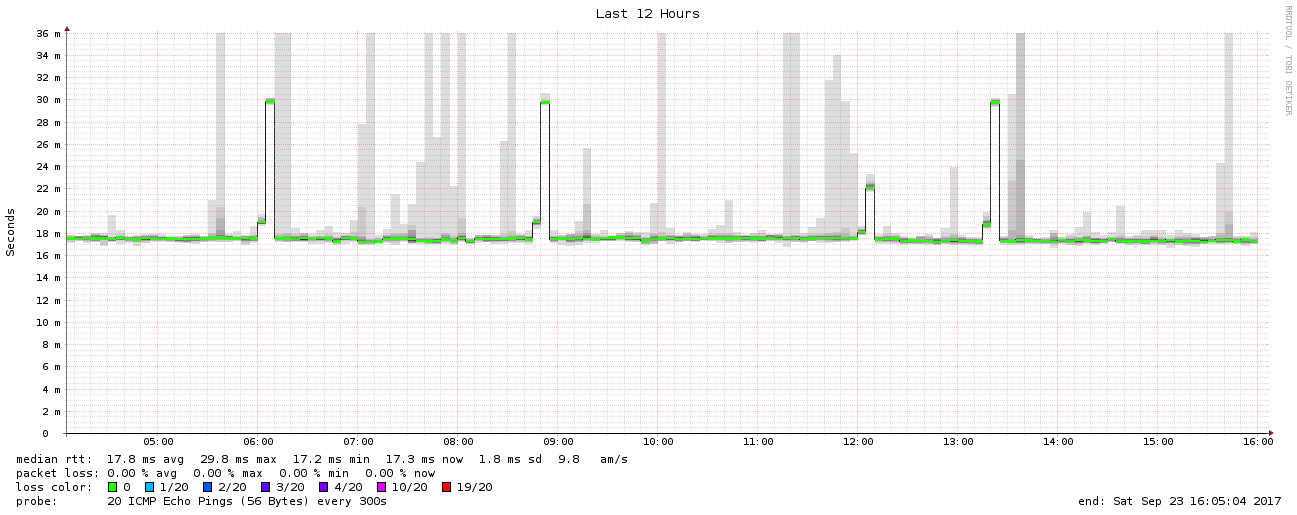 Last 12 Hours
RRDTOOL / TOBI OETIKER
Seconds
36 m
34 m
32 m
30 m
28 m
26 m
24 m
22 m
20 m
18 m
16 m
14 m
12 m
10 m
8 m
6 m
4 m
2 m
0
05:00 06:00 07:00 08:00 09:00 10:00 11:00 12:00 13:00 14:00 15:00 16:00
median rtt: 17.8 ms avg 29.8 ms max 17.2 ms min 17.3 ms now 1.8 ms sd 9.8 am/s
packet loss: 0.00 % avg 0.00 % max 0.00 % min 0.00 % now
loss color: 0 1/20 2/20 3/20 4/20 10/20 19/20
probe: 20 ICMP Echo Pings (56 Bytes) every 300s end: Sat Sep 23 16:05:04 2017